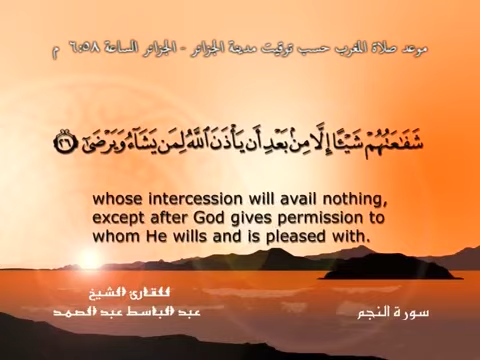 موعد صلاة المغرب حسب توقيت مدينة الجزائر - الجزائر الساعة ٦:٥٨ م
شَفَـٰعَتُهُمْ شَيْـًٔا إِلَّا مِنۢ بَعْدِ أَن يَأْذَنَ ٱللَّهُ لِمَن يَشَآءُ وَيَرْضَىٰٓ ٢٦
whose intercession will avail nothing,
except after God gives permission to
whom He wills and is pleased with.
للقارئ الشيخ
عبد الباسط عبد الصمد
سورة النجم